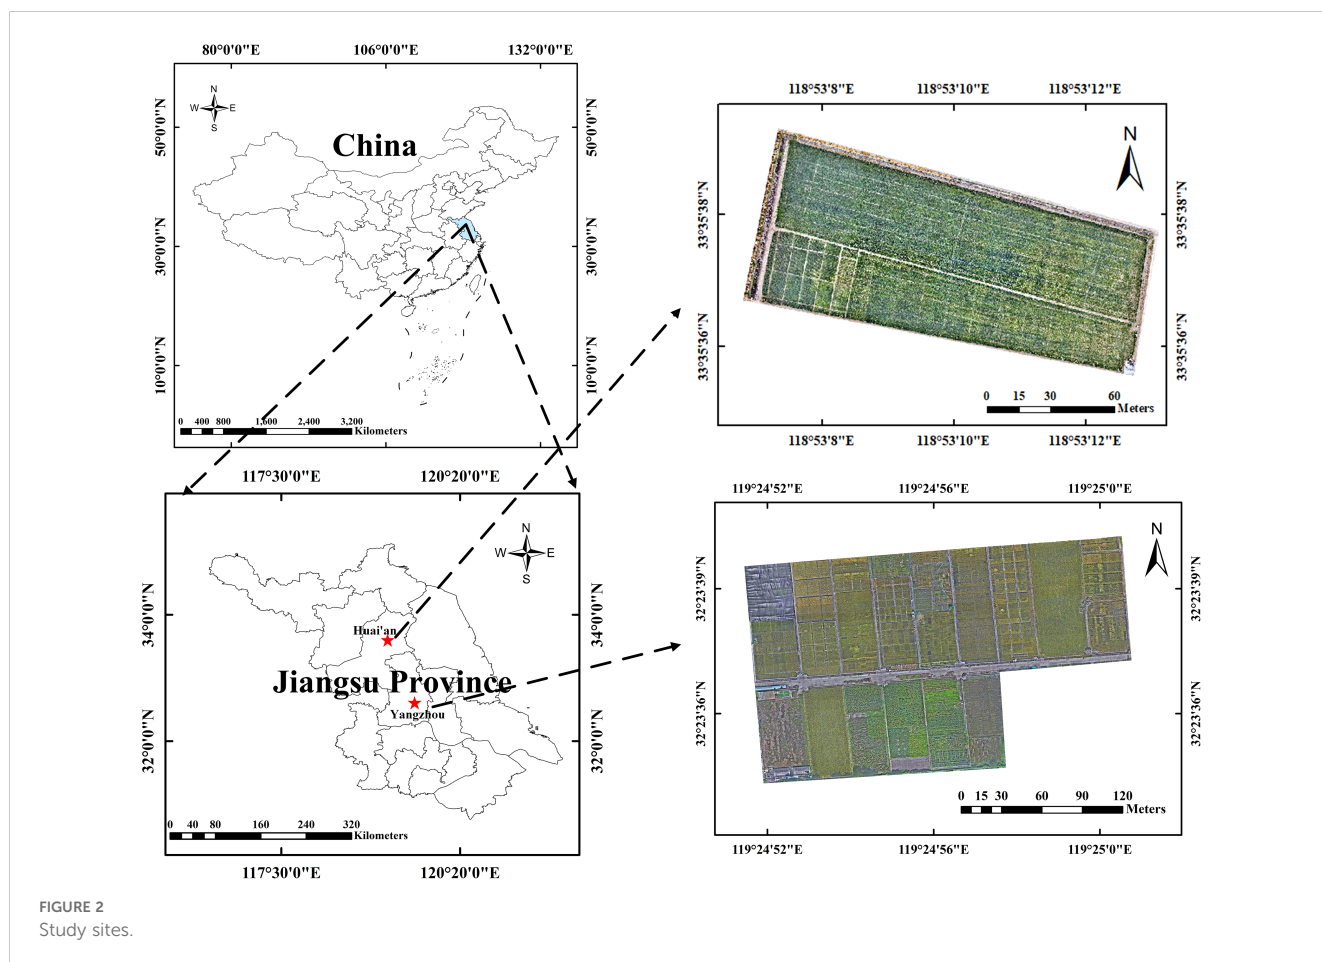 80°0'0"E 106°0'0"E 132°0'0"E
N
W E
S
China
50°0'0"N 50°0'0"N
30°0'0"N 30°0'0"N
10°0'0"N 10°0'0"N
0 400 800 1,600 2,400 3,200
Kilometers
117°30'0"E 120°20'0"E
N
W E
S
34°0'0"N 34°0'0"N
Huai'an
Jiangsu Province
Yangzhou
32°0'0"N 32°0'0"N
0 40 80 160 240 320
Kilometers
117°30'0"E 120°20'0"E
118°53'8"E 118°53'10"E 118°53'12"E
N
33°35'38"N 33°35'38"N
33°35'36"N 33°35'36"N
0 15 30 60
Meters
118°53'8"E 118°53'10"E 118°53'12"E
119°24'52"E 119°24'56"E 119°25'0"E
N
32°23'39"N 32°23'39"N
32°23'36"N 32°23'36"N
0 15 30 60 90 120
Meters
119°24'52"E 119°24'56"E 119°25'0"E
FIGURE 2
Study sites.